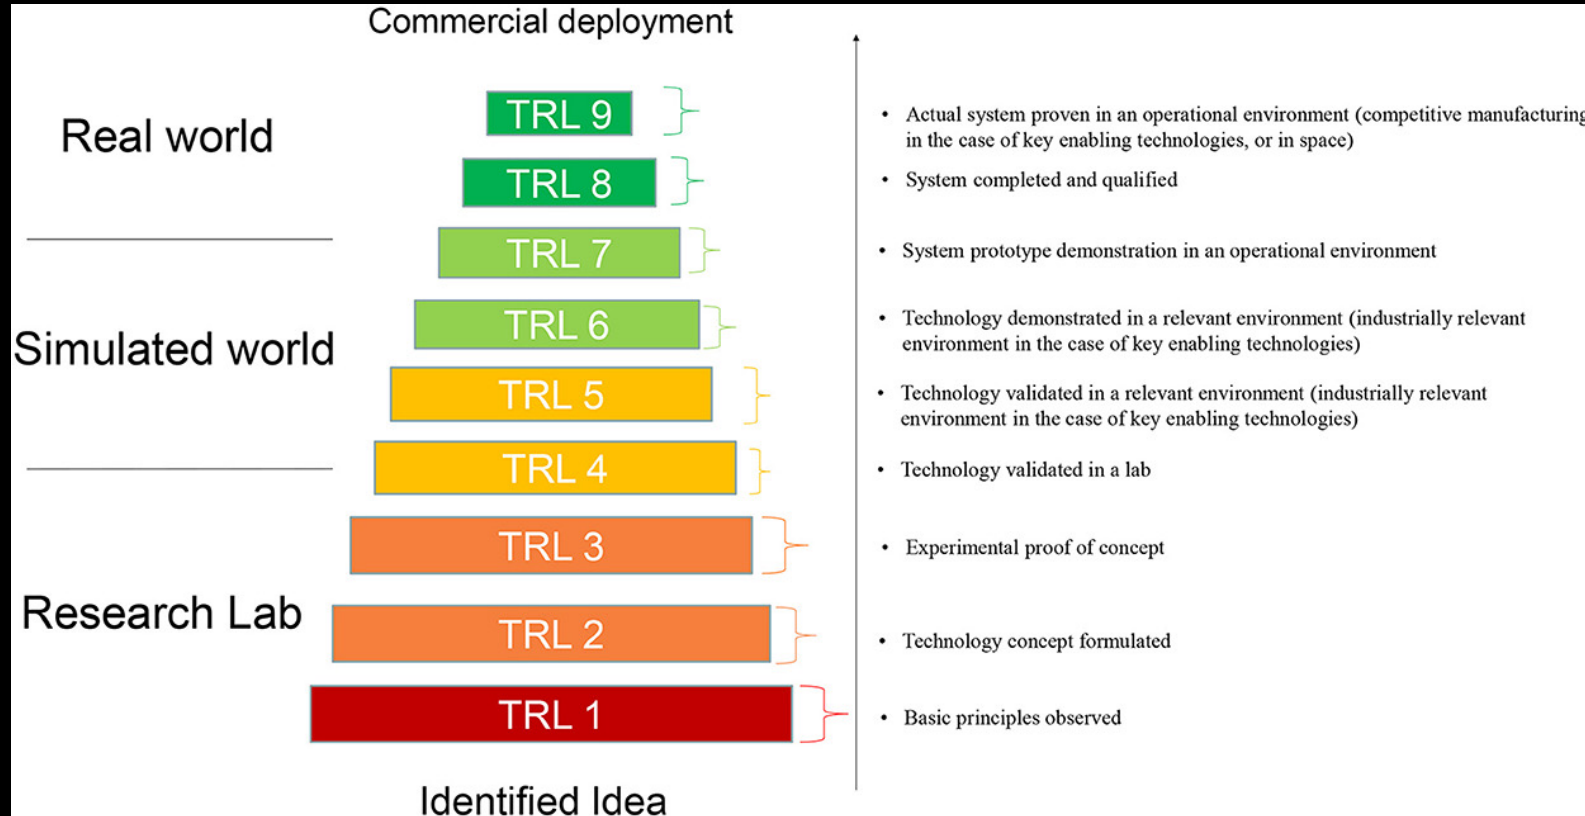 Commercial deployment
Real world
Simulated world
Research Lab
TRL 9
TRL 8
TRL 7
TRL 6
TRL 5
TRL 4
TRL 3
TRL 2
TRL 1
Identified Idea
• Actual system proven in an operational environment (competitive manufacturing
in the case of key enabling technologies, or in space)
• System completed and qualified
• System prototype demonstration in an operational environment
• Technology demonstrated in a relevant environment (industrially relevant
environment in the case of key enabling technologies)
• Technology validated in a relevant environment (industrially relevant
environment in the case of key enabling technologies)
• Technology validated in a lab
• Experimental proof of concept
• Technology concept formulated
• Basic principles observed